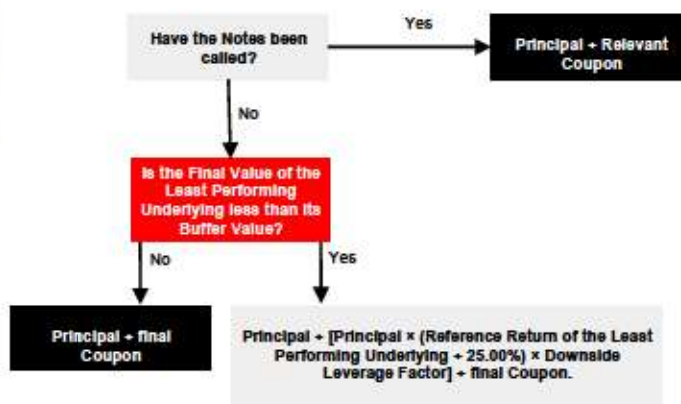 Have the Notes been
called?
Yes
Principal + Relevant
Coupon
No
Is the Final Value of the
Least Performing
Underlying less than its
Buffer Value?
No
Yes
Principal + final
Coupon
Principal + [Principal × (Reference Return of the Least
Performing Underlying + 25.00%) × Downside
Leverage Factor] + final Coupon.